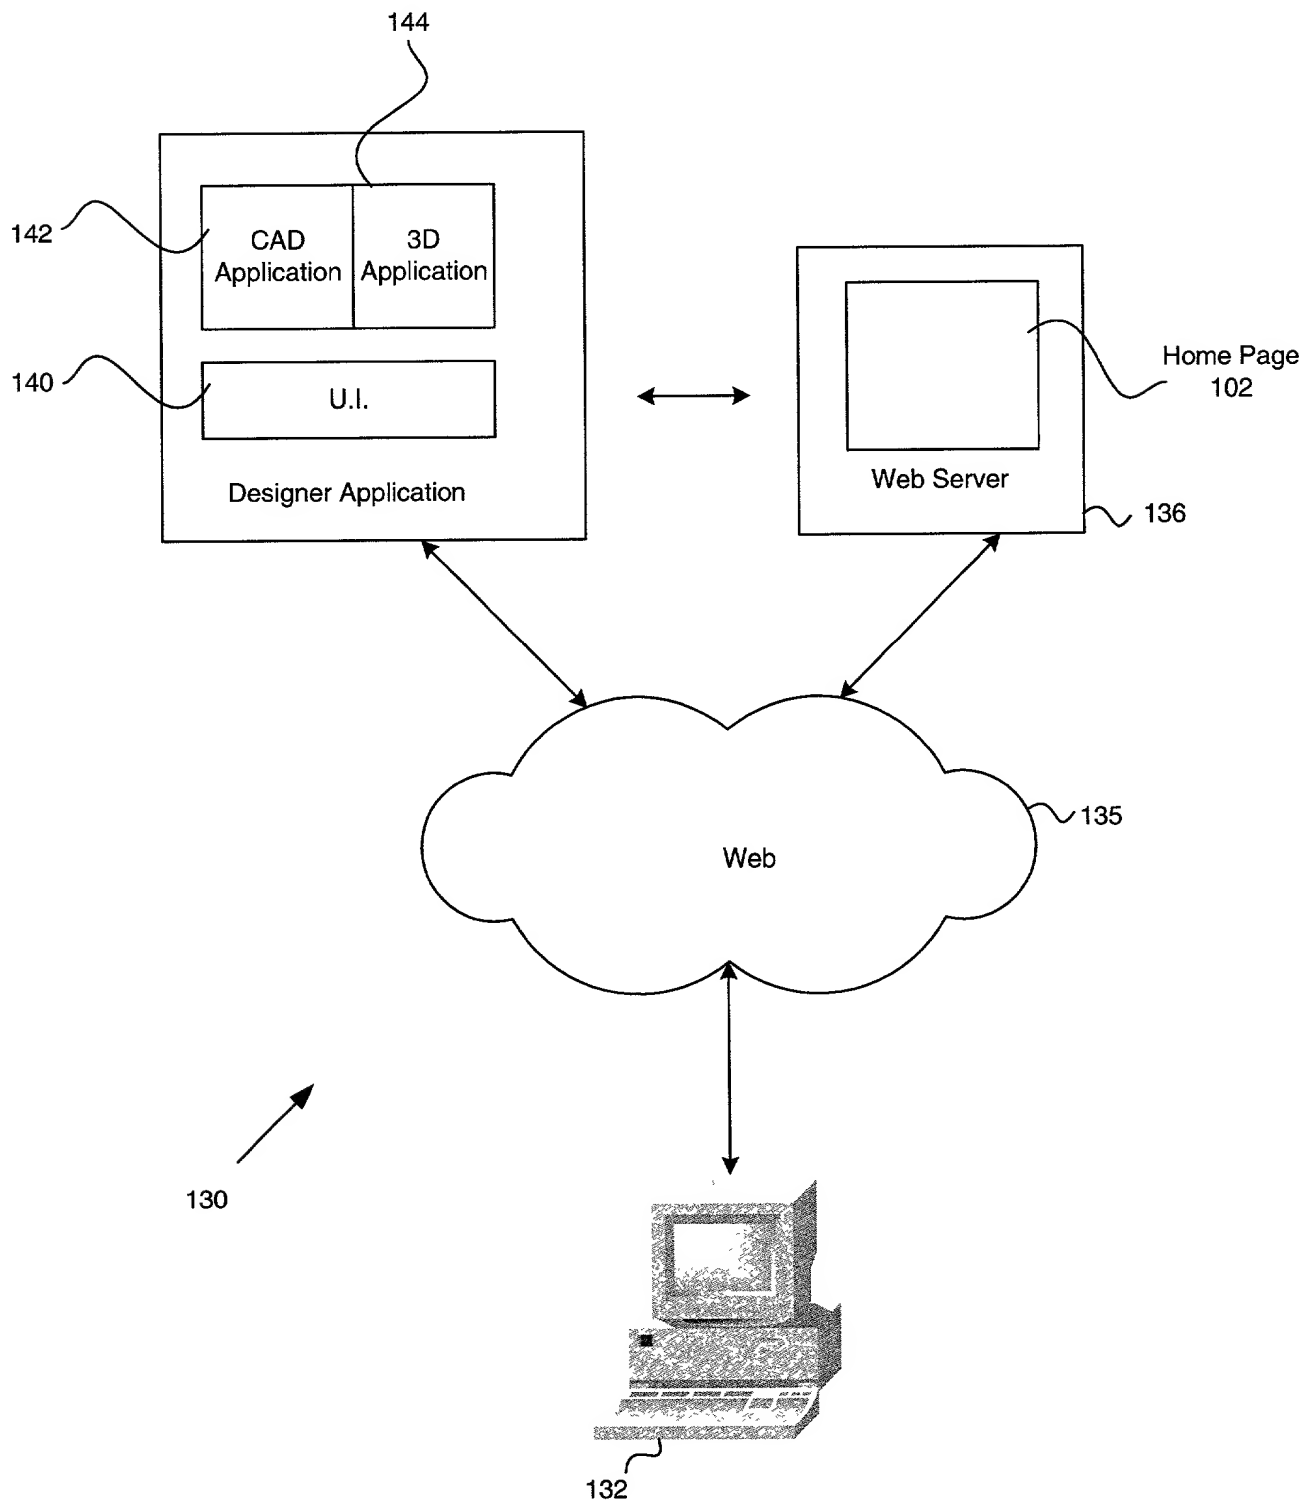 144
142
CAD
Application
3D
Application
140
U.I.
Designer Application
Home Page
102
Web Server
136
135
Web
130
132